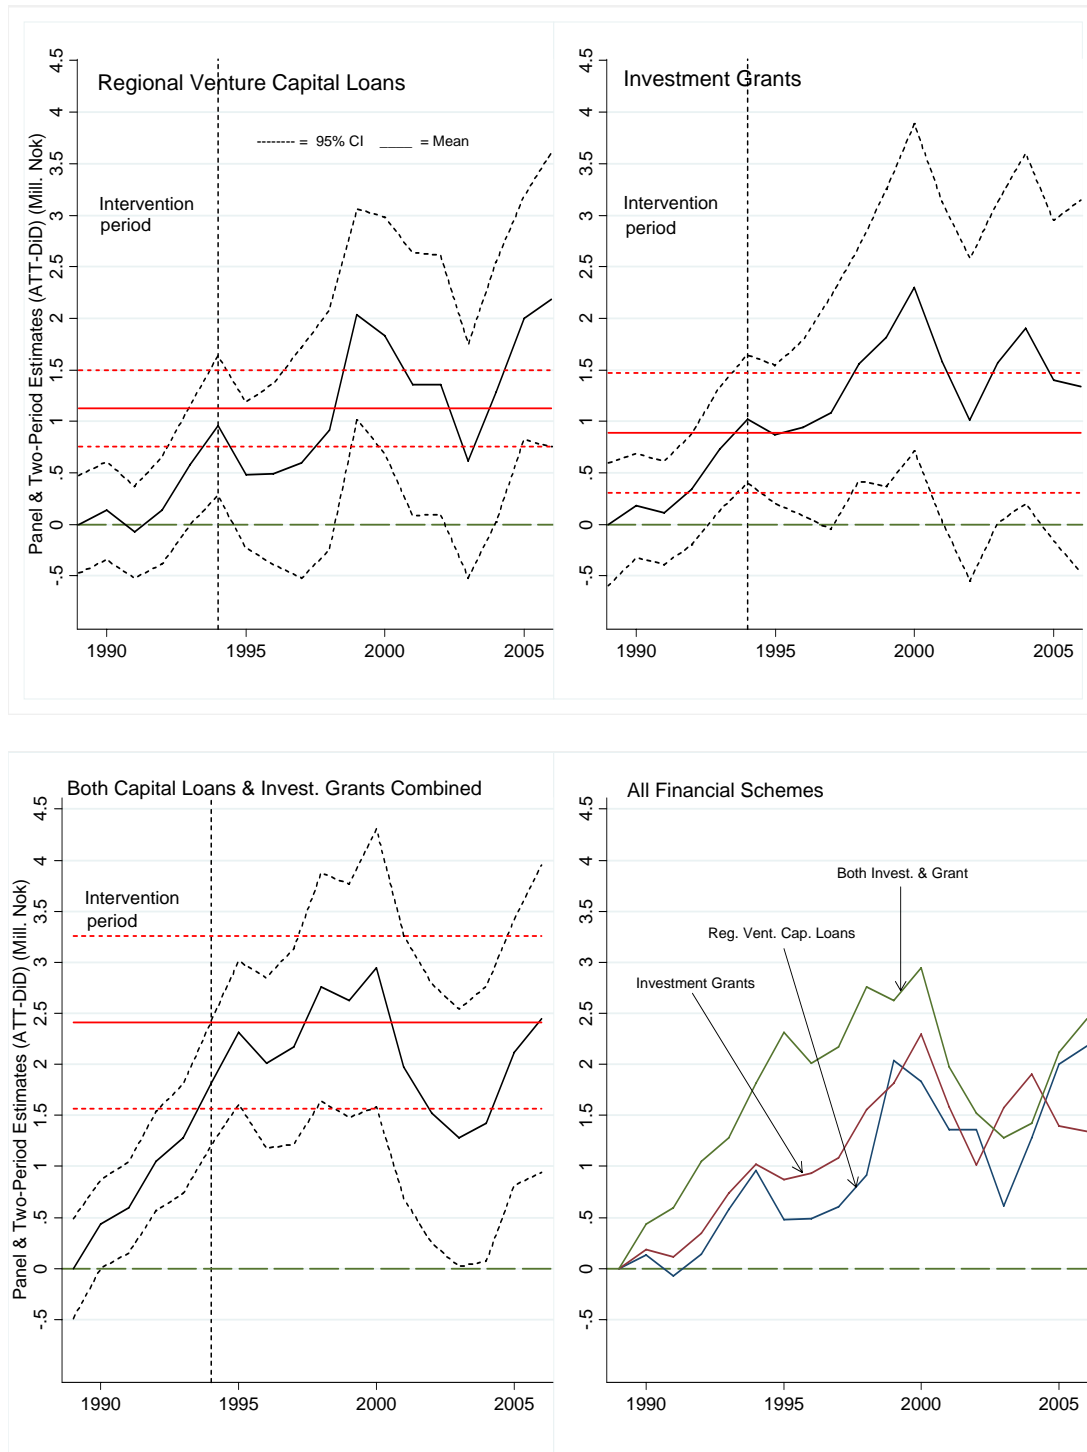 Regional Venture Capital Loans
-------- = 95% CI ____ = Mean
Intervention
period
Panel & Two-Period Estimates (ATT-DiD) (Mill. Nok)
4.5
4
3.5
3
2.5
2
1.5
1
.5
0
-.5
1990 1995 2000 2005
Investment Grants
Intervention
period
4.5
4
3.5
3
2.5
2
1.5
1
.5
0
-.5
1990 1995 2000 2005
Both Capital Loans & Invest. Grants Combined
Intervention
period
Panel & Two-Period Estimates (ATT-DiD) (Mill. Nok)
4.5
4
3.5
3
2.5
2
1.5
1
.5
0
-.5
1990 1995 2000 2005
All Financial Schemes
Both Invest. & Grant
Reg. Vent. Cap. Loans
Investment Grants
4.5
4
3.5
3
2.5
2
1.5
1
.5
0
-.5
1990 1995 2000 2005